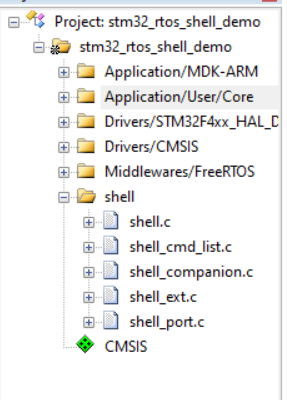 Project: stm32_rtos_shell_demo
stm32_rtos_shell_demo
Application/MDK-ARM
Application/User/Core
Drivers/STM32F4xx_HAL_D
Drivers/CMSIS
Middlewares/FreeRTOS
shell
shell.c
shell_cmd_list.c
shell_companion.c
shell_ext.c
shell_port.c
CMSIS